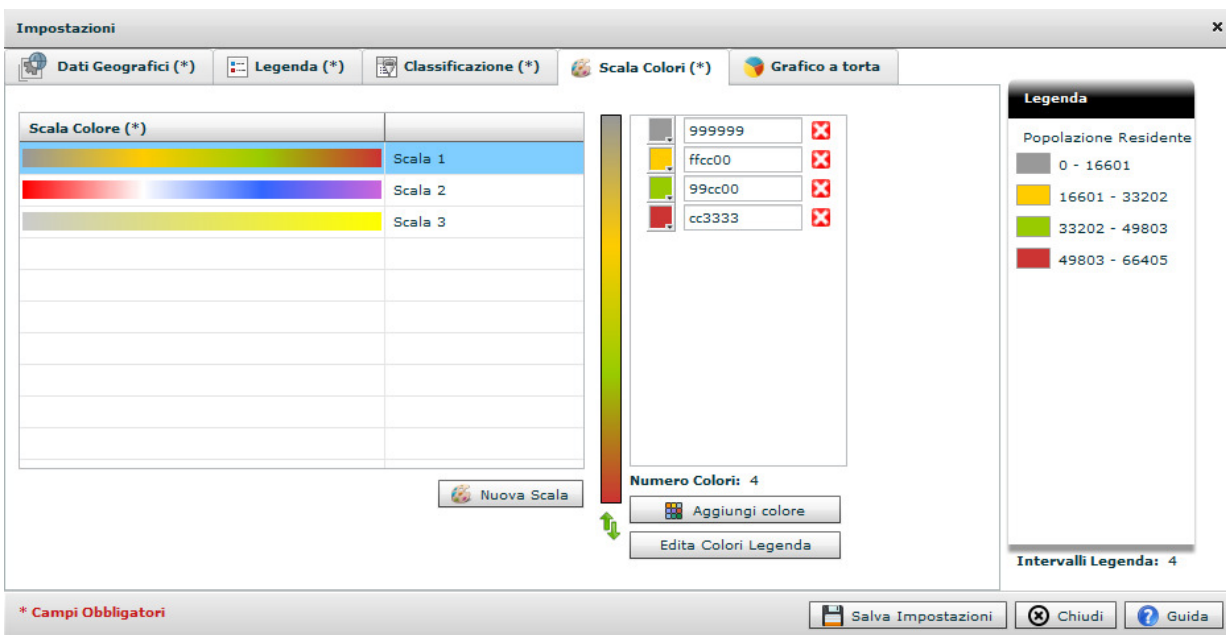 Impostazioni
Dati Geografici (*) Legenda (*) Classificazione (*) Scala Colori (*) Grafico a torta
Scala Colore (*)
Scala 1
Scala 2
Scala 3
Nuova Scala
999999
ffcc00
99cc00
cc3333
Numero Colori: 4
Aggiungi colore
Edita Colori Legenda
Legenda
Popolazione Residente
0 - 16601
16601 - 33202
33202 - 49803
49803 - 66405
Intervalli Legenda: 4
* Campi Obbligatori
Salva Impostazioni Chiudi Guida